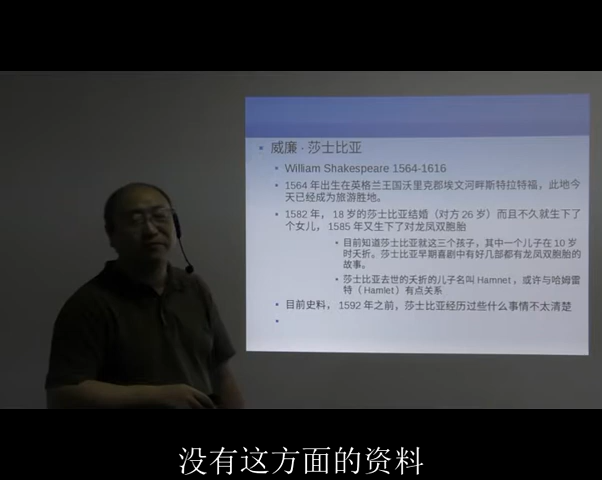 威廉 · 莎士比亚
William Shakespeare 1564-1616
1564 年出生在英格兰王国沃里克郡埃文河畔斯特拉特福，此地今
天已经成为旅游胜地。
1582 年， 18 岁的莎士比亚结婚（对方 26 岁）而且不久就生下了
个女儿， 1585 年又生下了对龙凤双胞胎
目前知道莎士比亚就这三个孩子，其中一个儿子在 10 岁
时夭折。莎士比亚早期喜剧中有好几部都有龙凤双胞胎的
故事。
莎士比亚去世的夭折的儿子名叫 Hamnet ，或许与哈姆雷
特（ Hamlet ）有点关系
目前史料， 1592 年之前，莎士比亚经历过些什么事情不太清楚
没有这方面的资料